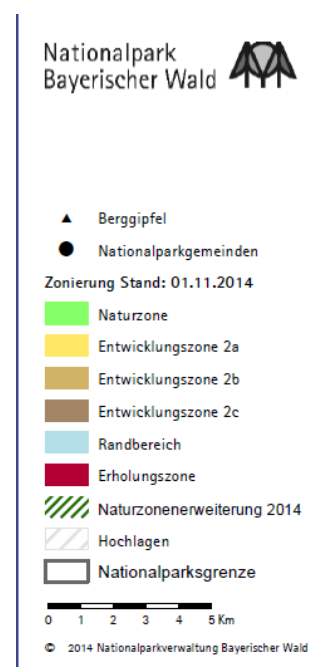 Nationalpark
Bayerischer Wald
Berggipfel
Nationalparkgemeinden
Zonierung Stand: 01.11.2014
Naturzone
Entwicklungszone 2a
Entwicklungszone 2b
Entwicklungszone 2c
Randbereich
Erholungszone
Naturzonenerweiterung 2014
Hochlagen
Nationalparksgrenze
0 1 2 3 4 5 Km
© 2014 Nationalparkverwaltung Bayerischer Wald